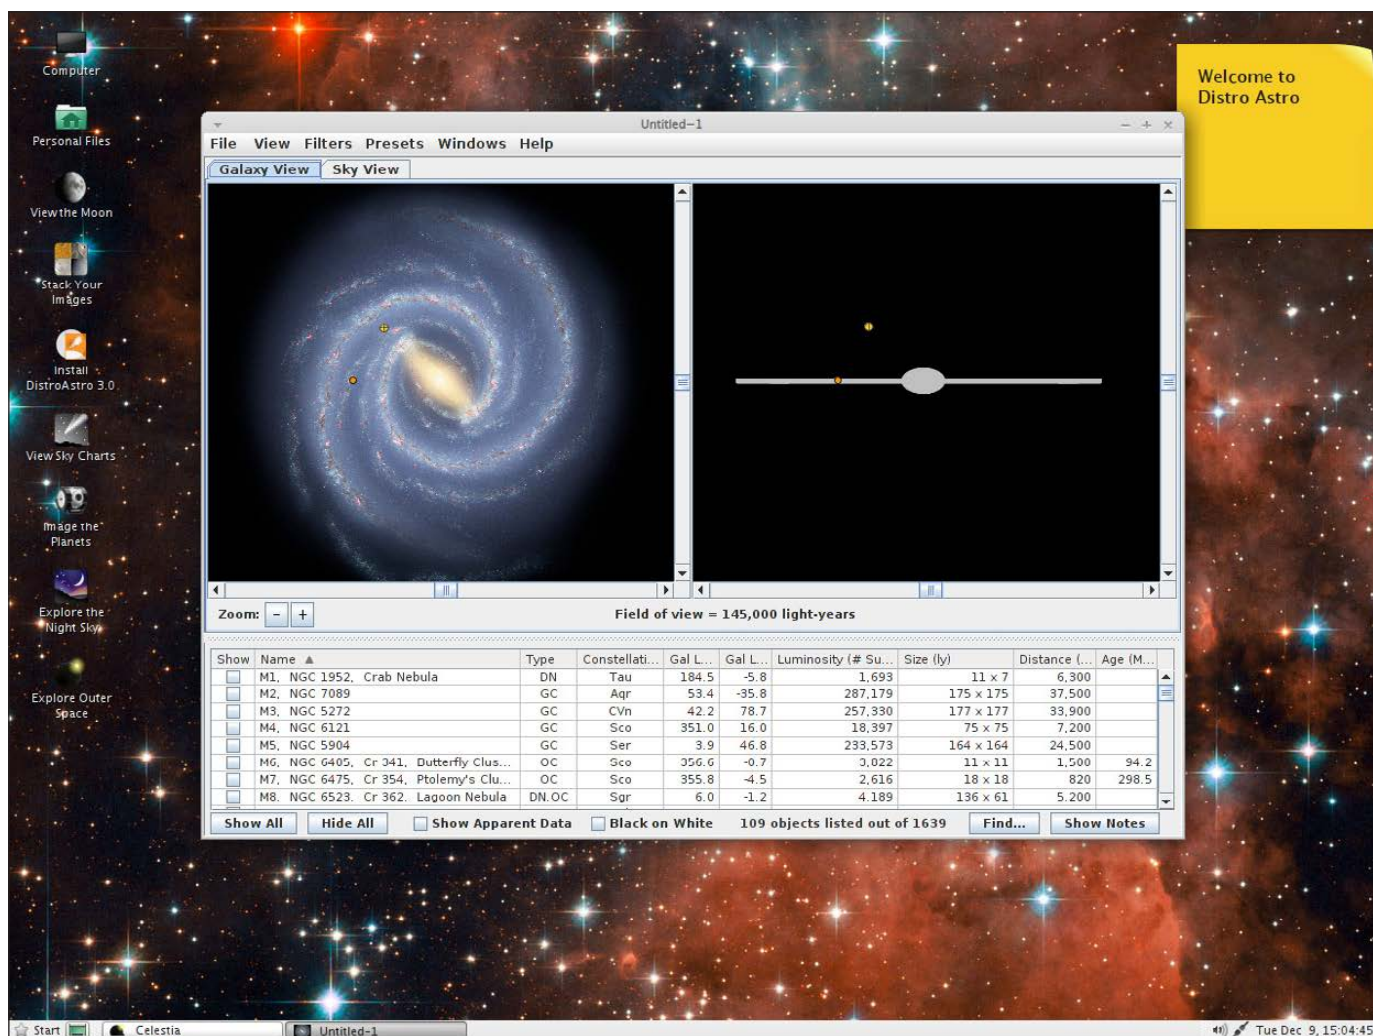 Computer
Personal Files
View the Moon
Stack Your
Images
Install
DistroAstro 3.0
View Sky Charts
Image the
Planets
Explore the
Night Sky
Explore Outer
Space
Welcome to
Distro Astro
Untitled-1
File View Filters Presets Windows Help
Galaxy View Sky View
Zoom: - + Field of view = 145,000 light-years
Show Name ▲ Type Constellati... Gal L... Gal L... Luminosity (# Su... Size (ly) Distance (... Age (M...
M1, NGC 1952, Crab Nebula DN Tau 184.5 -5.8 1,693 11 x 7 6,300
M2, NGC 7089 GC Aqr 53.4 -35.8 287,179 175 x 175 37,500
M3, NGC 5272 GC CVn 42.2 78.7 257,330 177 x 177 33,900
M4, NGC 6121 GC Sco 351.0 16.0 18,397 75 x 75 7,200
M5, NGC 5904 GC Ser 3.9 46.8 233,573 164 x 164 24,500
M6, NGC 6405, Cr 341, Butterfly Clus... OC Sco 356.6 -0.7 3,022 11 x 11 1,500 94.2
M7, NGC 6475, Cr 354, Ptolemy's Clu... OC Sco 355.8 -4.5 2,616 18 x 18 820 298.5
M8, NGC 6523, Cr 362, Lagoon Nebula DN,OC Sgr 6.0 -1.2 4,189 136 x 61 5,200
Show All Hide All Show Apparent Data Black on White 109 objects listed out of 1639 Find... Show Notes
Start Celestia Untitled-1 Tue Dec 9, 15:04:45